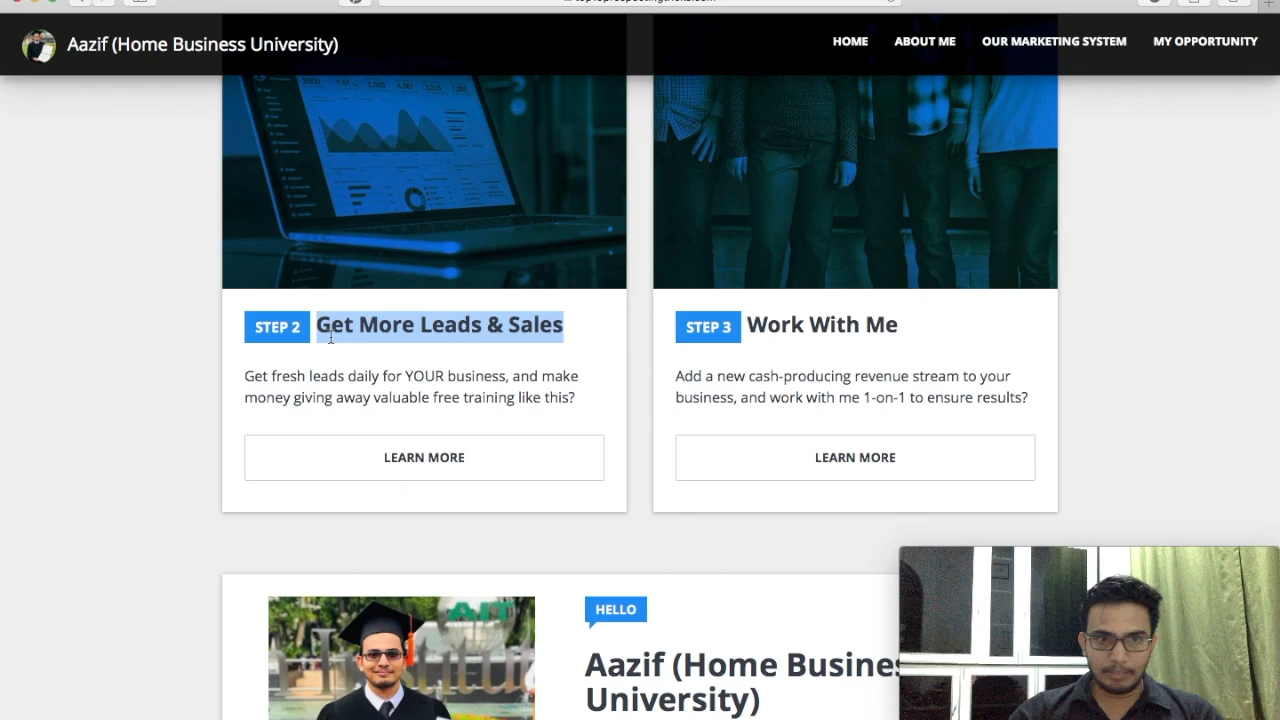 Aazif (Home Business University)
HOME
ABOUT ME
OUR MARKETING SYSTEM
MY OPPORTUNITY
STEP 2
Get More Leads & Sales
Get fresh leads daily for YOUR business, and make
money giving away valuable free training like this?
LEARN MORE
STEP 3
Work With Me
Add a new cash-producing revenue stream to your
business, and work with me 1-on-1 to ensure results?
LEARN MORE
AIT
HELLO
Aazif (Home
University)